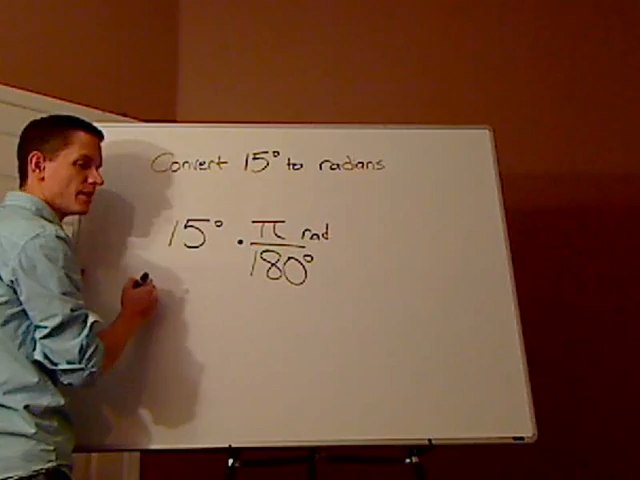 Convert 15° to radians
15° · π rad
180°